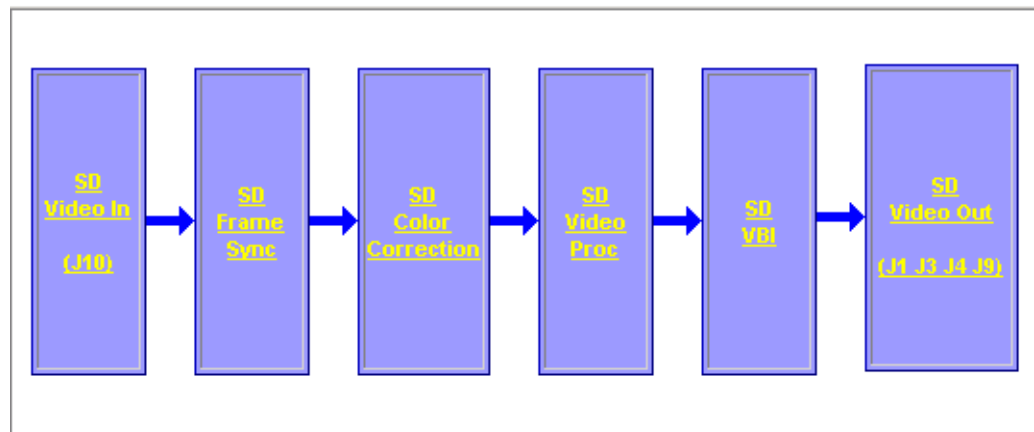 SD
Video In
(J10)
SD
Frame
Sync
SD
Color
Correction
SD
Video
Proc
SD
VBI
SD
Video Out
(J1 J3 J4 J9)